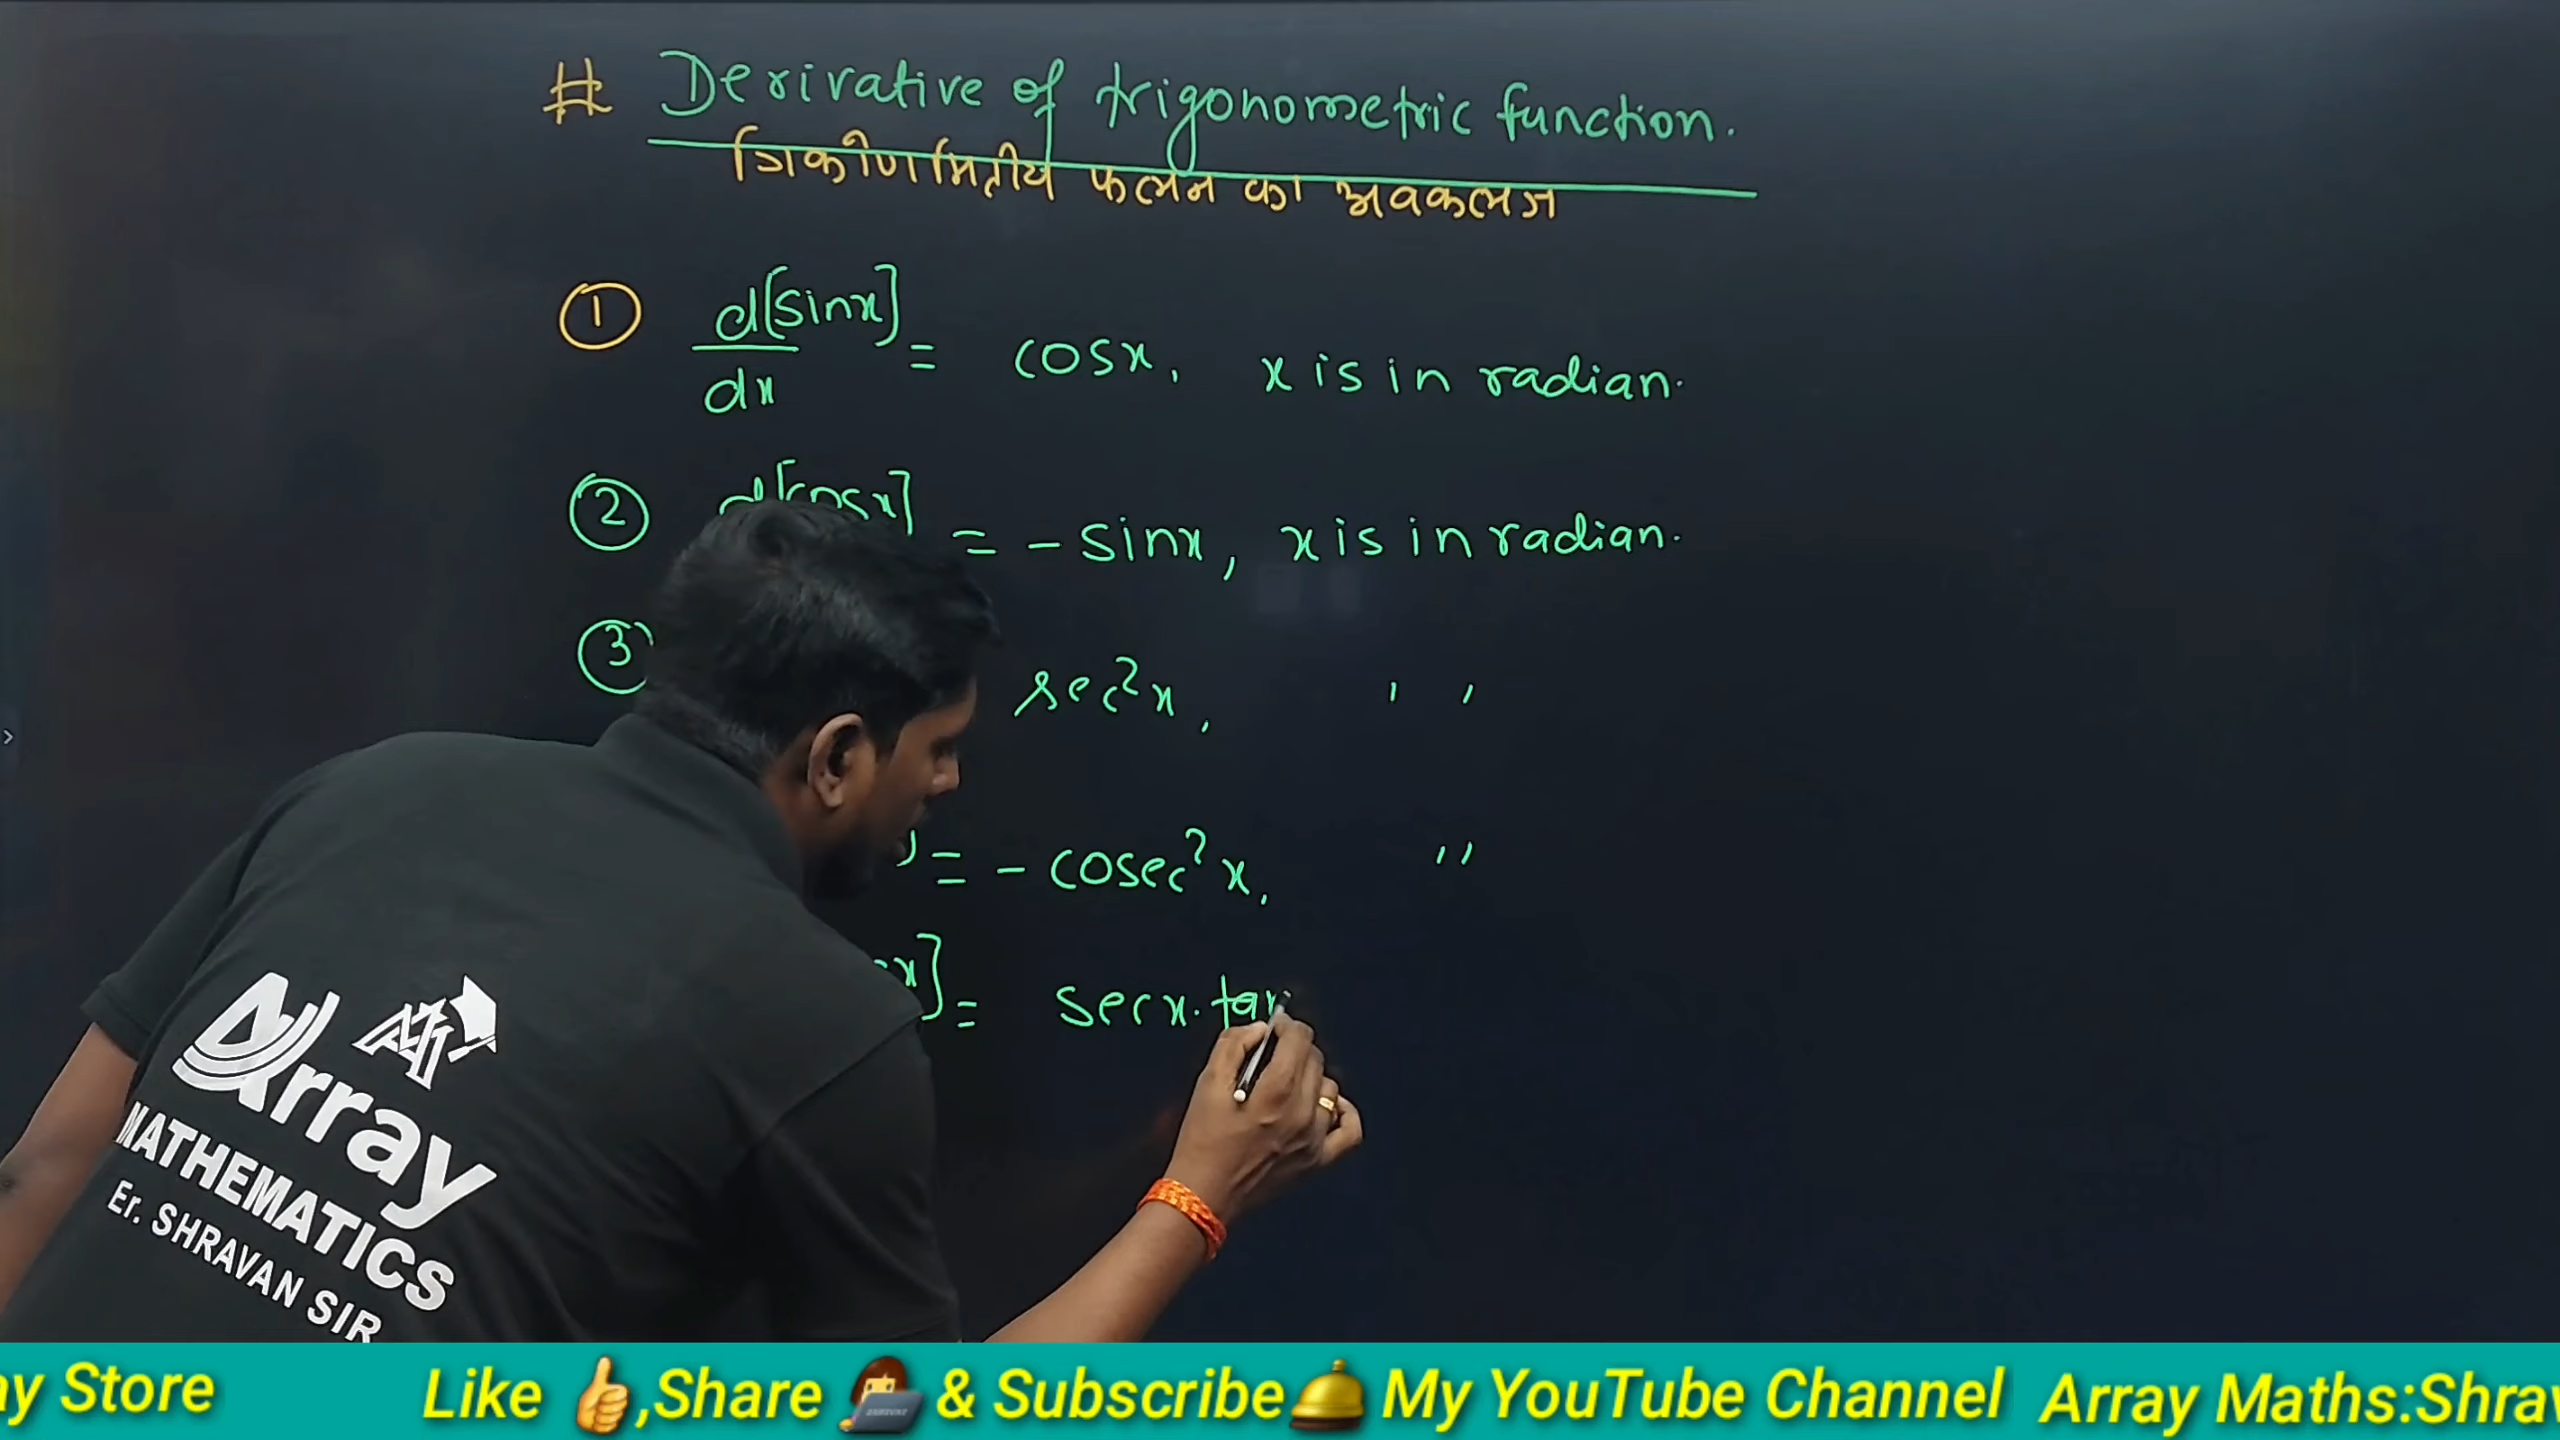 # Derivative of trigonometric function.
त्रिकोणमितीय फलन का अवकलज
① d[sinx]/dx = cosx, x is in radian.
② d[cosx] = - sinx, x is in radian.
③ sec²x, ' '
= - cosec²x, ''
x] = secx.tan
Array
MATHEMATICS
Er. SHRAVAN SIR
ay Store Like 👍,Share 👩‍💻 & Subscribe🔔 My YouTube Channel Array Maths:Shrav